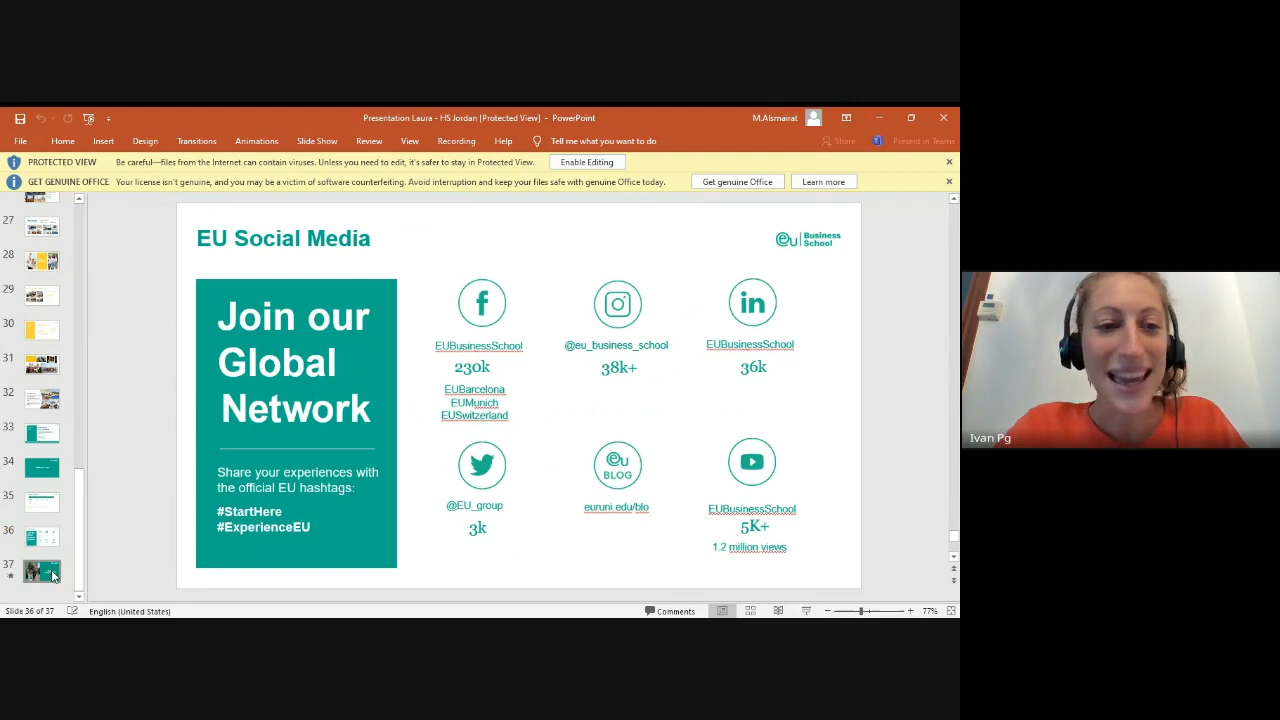 Presentation Laura - HS Jordan [Protected View] - PowerPoint
M.Alsmairat
File Home Insert Design Transitions Animations Slide Show Review View Recording Help Tell me what you want to do
Share Present in Teams
PROTECTED VIEW Be careful—files from the Internet can contain viruses. Unless you need to edit, it's safer to stay in Protected View. Enable Editing
GET GENUINE OFFICE Your license isn't genuine, and you may be a victim of software counterfeiting. Avoid interruption and keep your files safe with genuine Office today. Get genuine Office Learn more
27
28
29
30
31
32
33
34
35
36
37
EU Social Media
eu Business
School
Join our
Global
Network
Share your experiences with
the official EU hashtags:
#StartHere
#ExperienceEU
f
EUBusinessSchool
230k
EUBarcelona
EUMunich
EUSwitzerland
@eu_business_school
38k+
in
EUBusinessSchool
36k
@EU_group
3k
eu
BLOG
euruni.edu/blo
EUBusinessSchool
5K+
1.2 million views
Ivan Pg
Slide 36 of 37 English (United States) Comments 77%